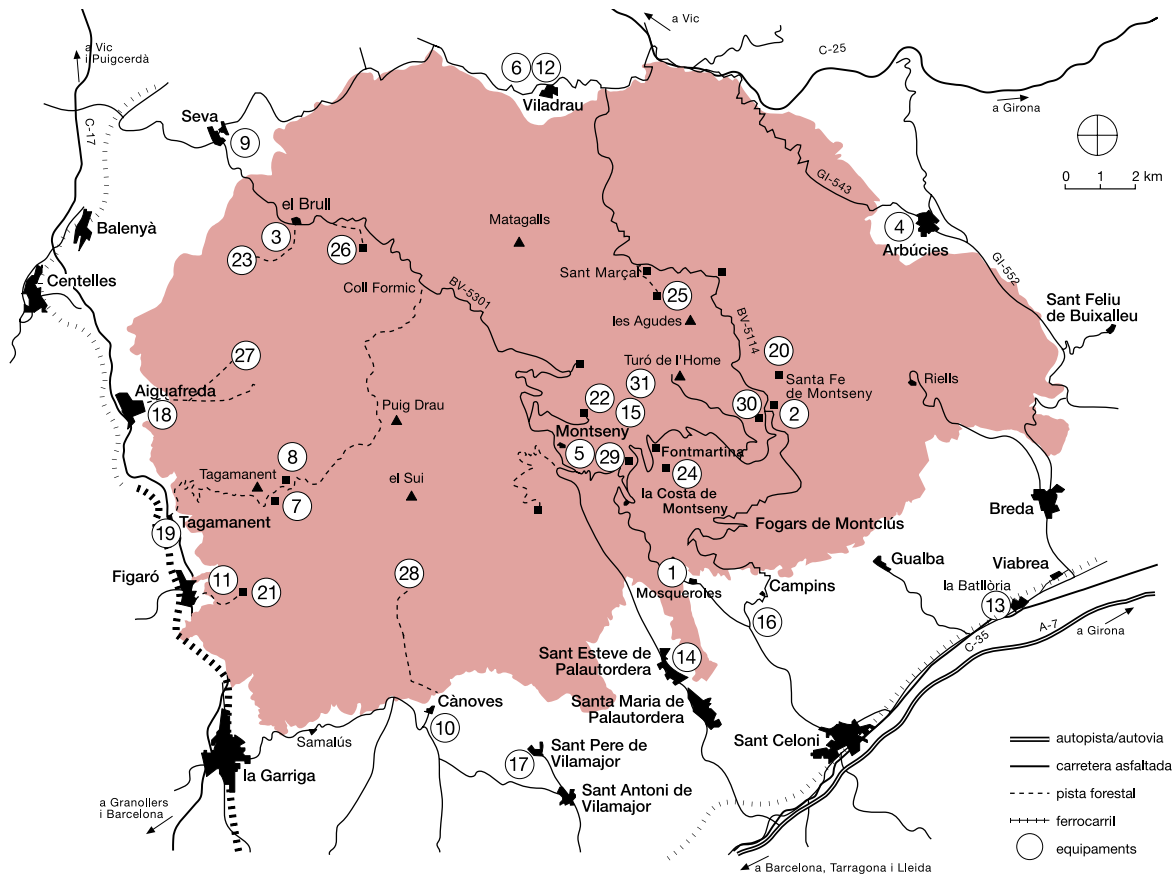 a Vic
a Vic
i Puigcerdà
C-25
6
12
Viladrau
a Girona
Seva
C-17
9
0 1 2 km
GI-543
el Brull
3
Matagalls
4
Arbúcies
Balenyà
23
26
Sant Marçal
GI-552
Centelles
Coll Formic
BV-5301
25
Sant Feliu
de Buixalleu
les Agudes
BV-5114
27
20
Turó de l'Home
Aiguafreda
31
Santa Fe
de Montseny
Riells
18
Puig Drau
22
15
30
2
Montseny
8
5
29
Fontmartina
Tagamanent
el Sui
24
7
la Costa de
Montseny
Tagamanent
19
Fogars de Montclús
Breda
Gualba
Figaró
11
21
28
1
Mosqueroles
Campins
Viabrea
la Batllòria
13
16
A-7
a Girona
C-35
Sant Esteve de
Palautordera
14
Cànoves
Santa Maria de
Palautordera
10
Samalús
Sant Celoni
autopista/autovia
Sant Pere de
Vilamajor
17
carretera asfaltada
la Garriga
Sant Antoni de
Vilamajor
pista forestal
a Granollers
i Barcelona
ferrocarril
equipaments
a Barcelona, Tarragona i Lleida